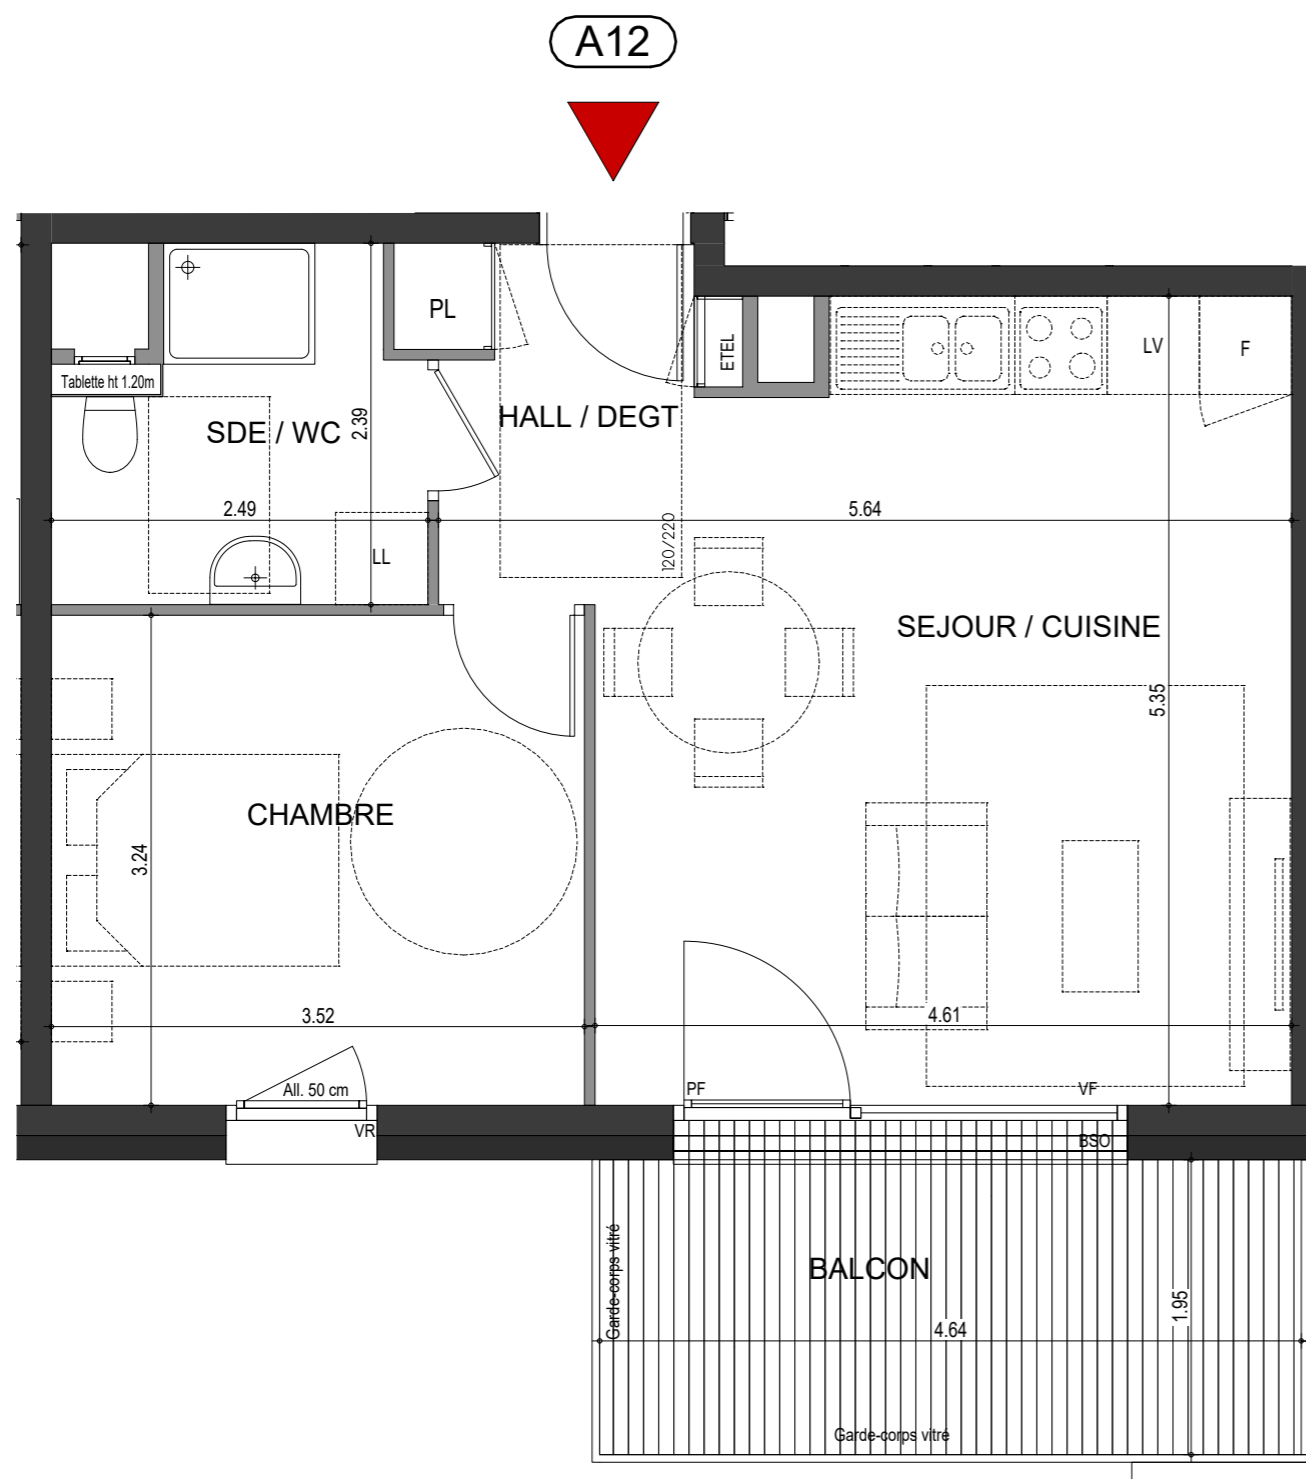 A12
PL
ETEL
LV
F
Tablette ht 1.20m
SDE / WC
2.39
HALL / DEGT
2.49
5.64
120/220
LL
SEJOUR / CUISINE
5.35
CHAMBRE
3.24
3.52
4.61
All. 50 cm
PF
VF
VR
BSO
Garde-corps vitré
BALCON
1.95
4.64
Garde-corps vitré